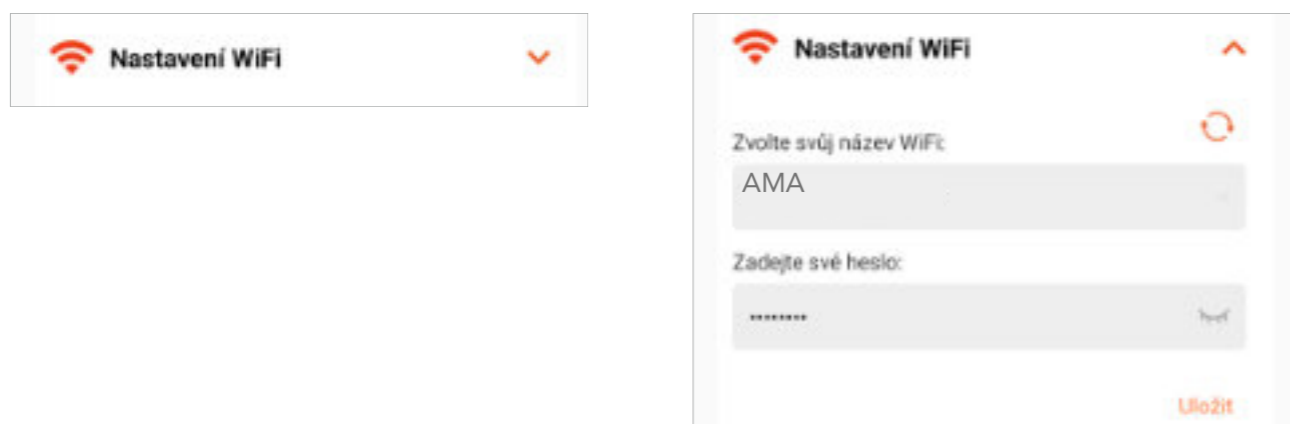 Nastavení WiFi
Nastavení WiFi
Zvolte svůj název WiFi:
AMA
Zadejte své heslo:
••••••••
Uložit